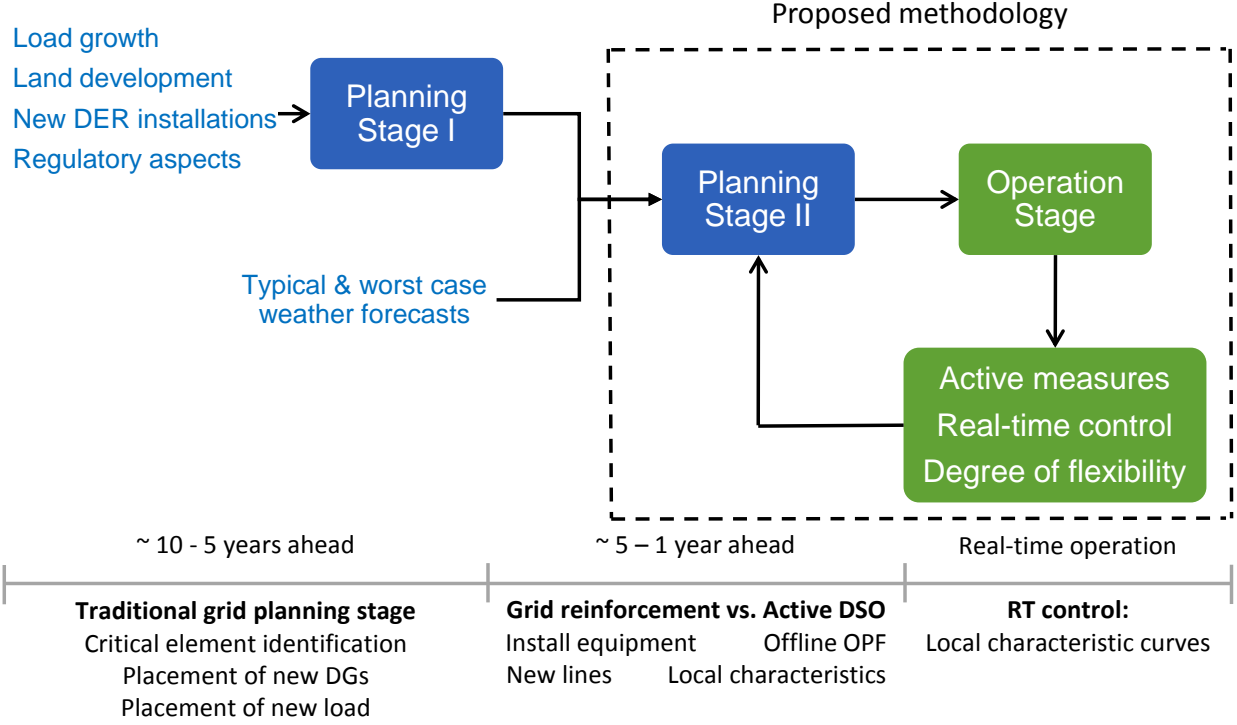 Proposed methodology
Load growth
Land development
New DER installations
Regulatory aspects
Planning
Stage I
Planning
Stage II
Operation
Stage
Typical & worst case
weather forecasts
Active measures
Real-time control
Degree of flexibility
~ 10 - 5 years ahead
~ 5 – 1 year ahead
Real-time operation
Traditional grid planning stage
Critical element identification
Placement of new DGs
Placement of new load
Grid reinforcement vs. Active DSO
Install equipment Offline OPF
New lines Local characteristics
RT control:
Local characteristic curves